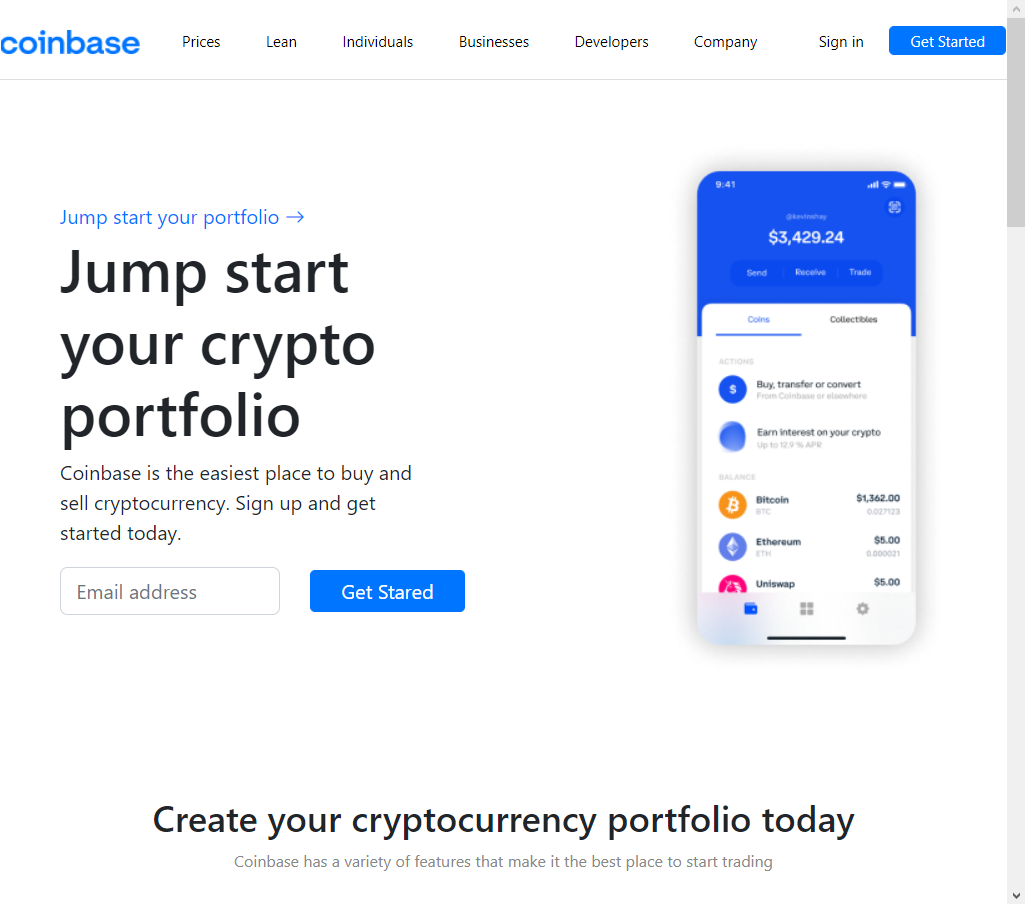 coinbase Prices Lean Individuals Businesses Developers Company Sign in Get Started
Jump start your portfolio →
Jump start
your crypto
portfolio
Coinbase is the easiest place to buy and
sell cryptocurrency. Sign up and get
started today.
Email address Get Stared
9:41
@kevinshay
$3,429.24
Send Receive Trade
Coins Collectibles
ACTIONS
$ Buy, transfer or convert
From Coinbase or elsewhere
Earn interest on your crypto
Up to 12.9 % APR
BALANCE
Bitcoin $1,362.00
BTC 0.027123
Ethereum $5.00
ETH 0.000021
Uniswap $5.00
Create your cryptocurrency portfolio today
Coinbase has a variety of features that make it the best place to start trading